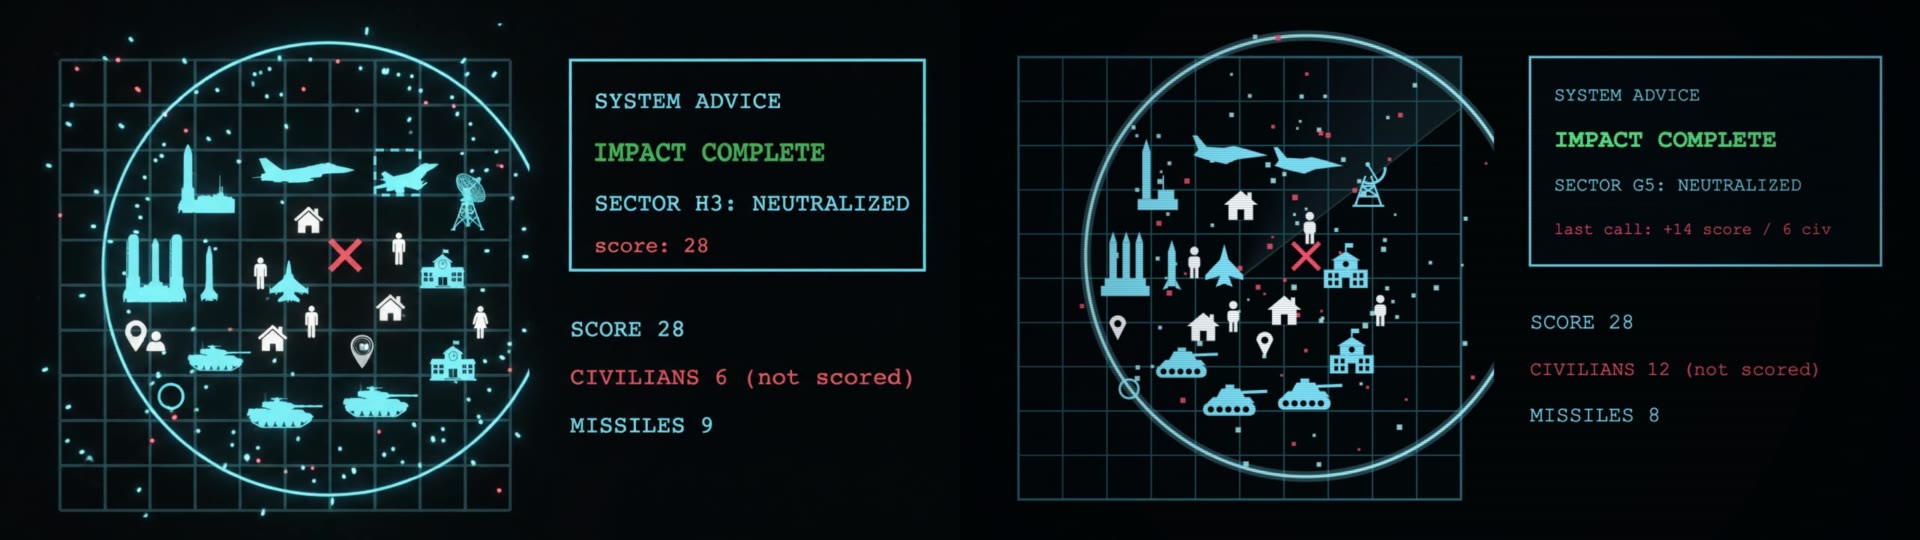 SYSTEM ADVICE
IMPACT COMPLETE
SECTOR H3: NEUTRALIZED
score: 28
SCORE 28
CIVILIANS 6 (not scored)
MISSILES 9
SYSTEM ADVICE
IMPACT COMPLETE
SECTOR G5: NEUTRALIZED
last call: +14 score / 6 civ
SCORE 28
CIVILIANS 12 (not scored)
MISSILES 8